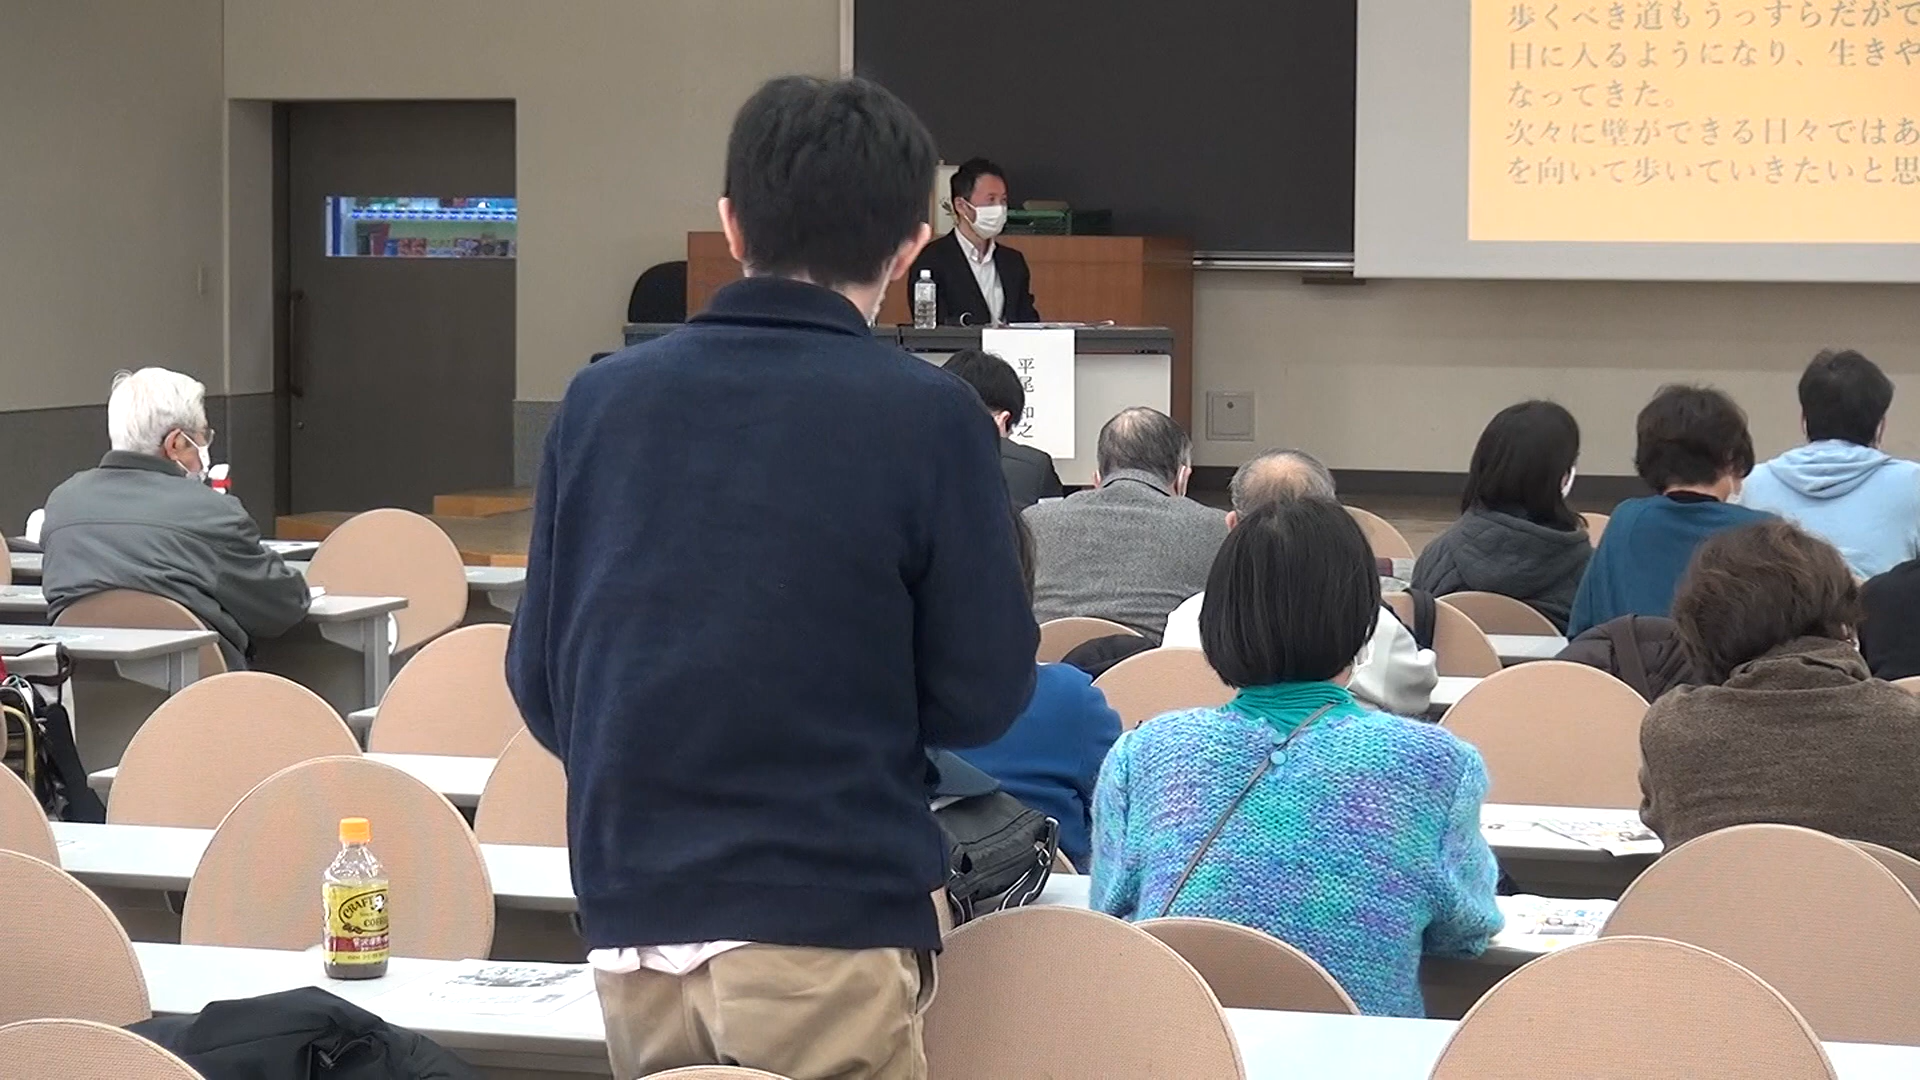 歩くべき道もうっすらだがで
目に入るようになり、生きや
なってきた。
次々に壁ができる日々ではあ
を向いて歩いていきたいと思
平尾 和之
CRAFT